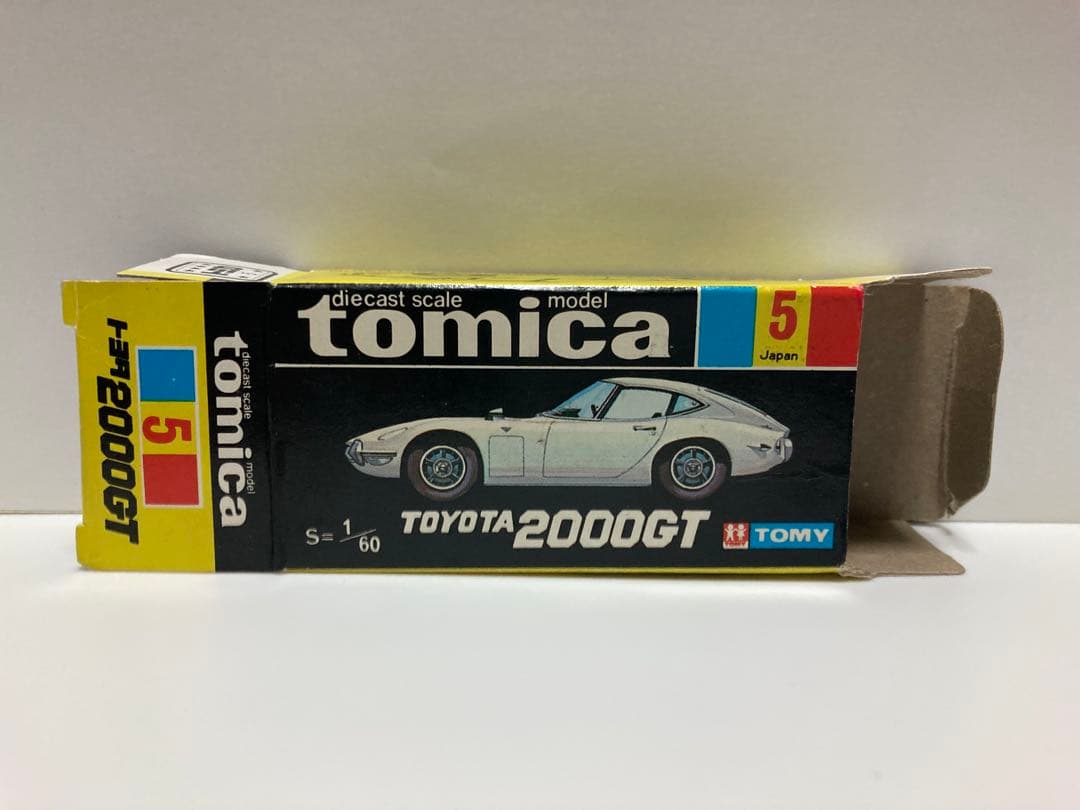 diecast scale model
tomica
5
Japan
S=1/60
TOYOTA 2000GT
TOMY
TOMY
diecast scale model
tomica
5
トヨタ2000GT